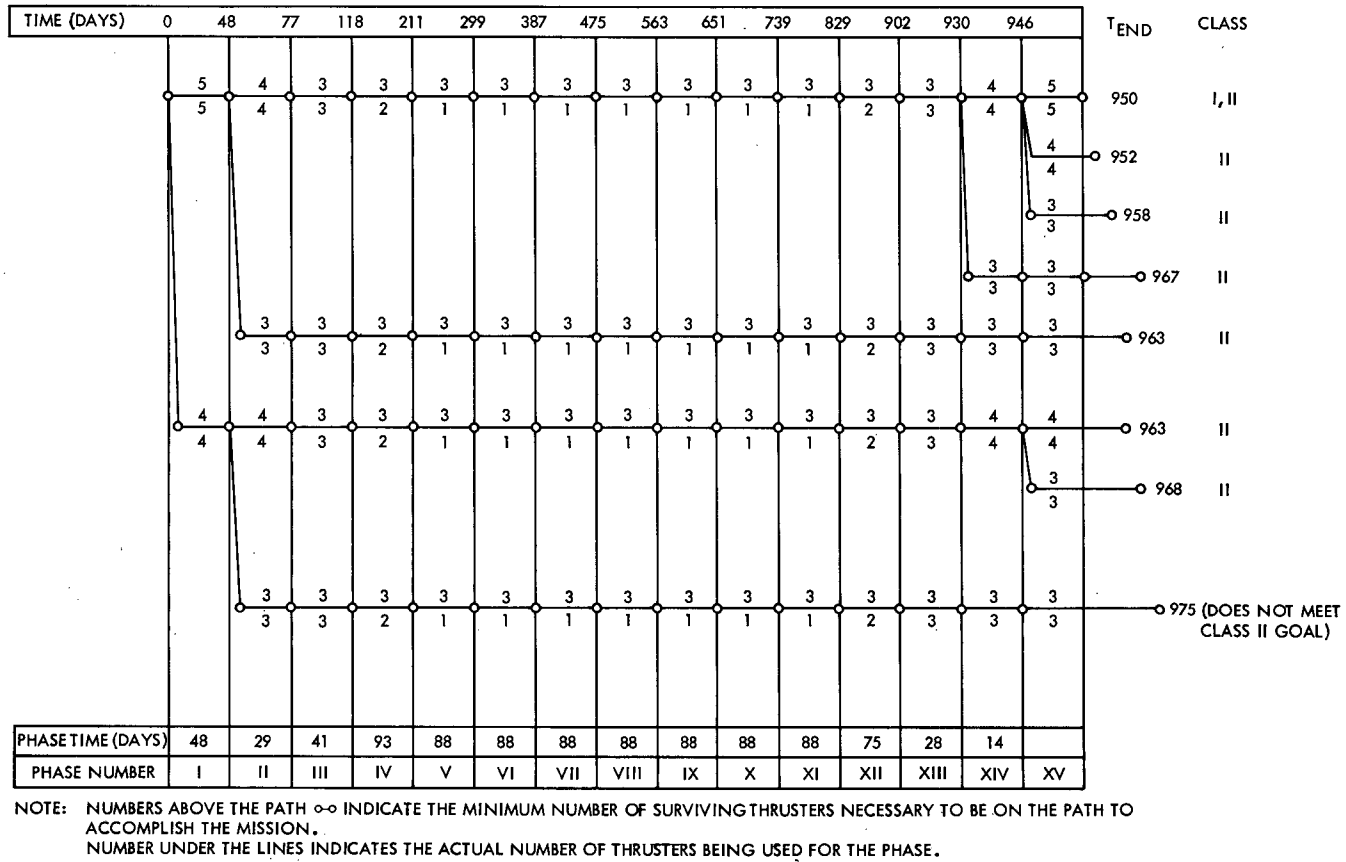 TIME (DAYS) 0 48 77 118 211 299 387 475 563 651 739 829 902 930 946 TEND CLASS
5 4 3 3 3 3 3 3 3 3 3 3 3 4 5
5 4 3 2 1 1 1 1 1 1 1 2 3 4 5
950 I, II
4
4
952 II
3
3
958 II
3 3
3 3
967 II
3 3 3 3 3 3 3 3 3 3 3 3 3 3
3 3 2 1 1 1 1 1 1 1 2 3 3 3
963 II
4 4 3 3 3 3 3 3 3 3 3 3 3 4 4
4 4 3 2 1 1 1 1 1 1 1 2 3 4 4
963 II
3
3
968 II
3 3 3 3 3 3 3 3 3 3 3 3 3 3
3 3 2 1 1 1 1 1 1 1 2 3 3 3
975 (DOES NOT MEET
CLASS II GOAL)
PHASE TIME (DAYS) 48 29 41 93 88 88 88 88 88 88 88 75 28 14
PHASE NUMBER I II III IV V VI VII VIII IX X XI XII XIII XIV XV
NOTE: NUMBERS ABOVE THE PATH o-o INDICATE THE MINIMUM NUMBER OF SURVIVING THRUSTERS NECESSARY TO BE ON THE PATH TO
ACCOMPLISH THE MISSION.
NUMBER UNDER THE LINES INDICATES THE ACTUAL NUMBER OF THRUSTERS BEING USED FOR THE PHASE.